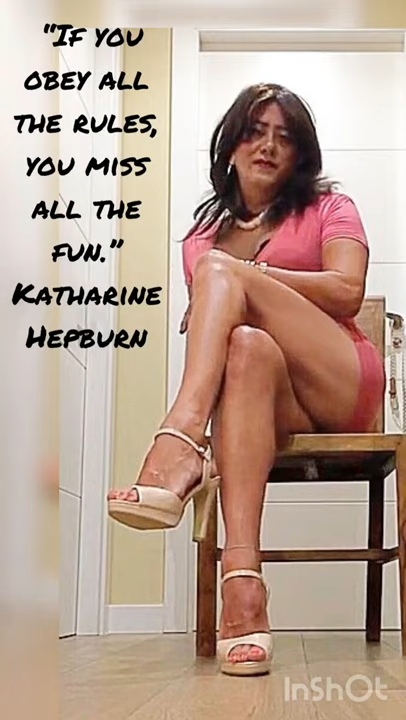 "If you
obey all
the rules,
you miss
all the
fun."
Katharine
Hepburn
InShOt